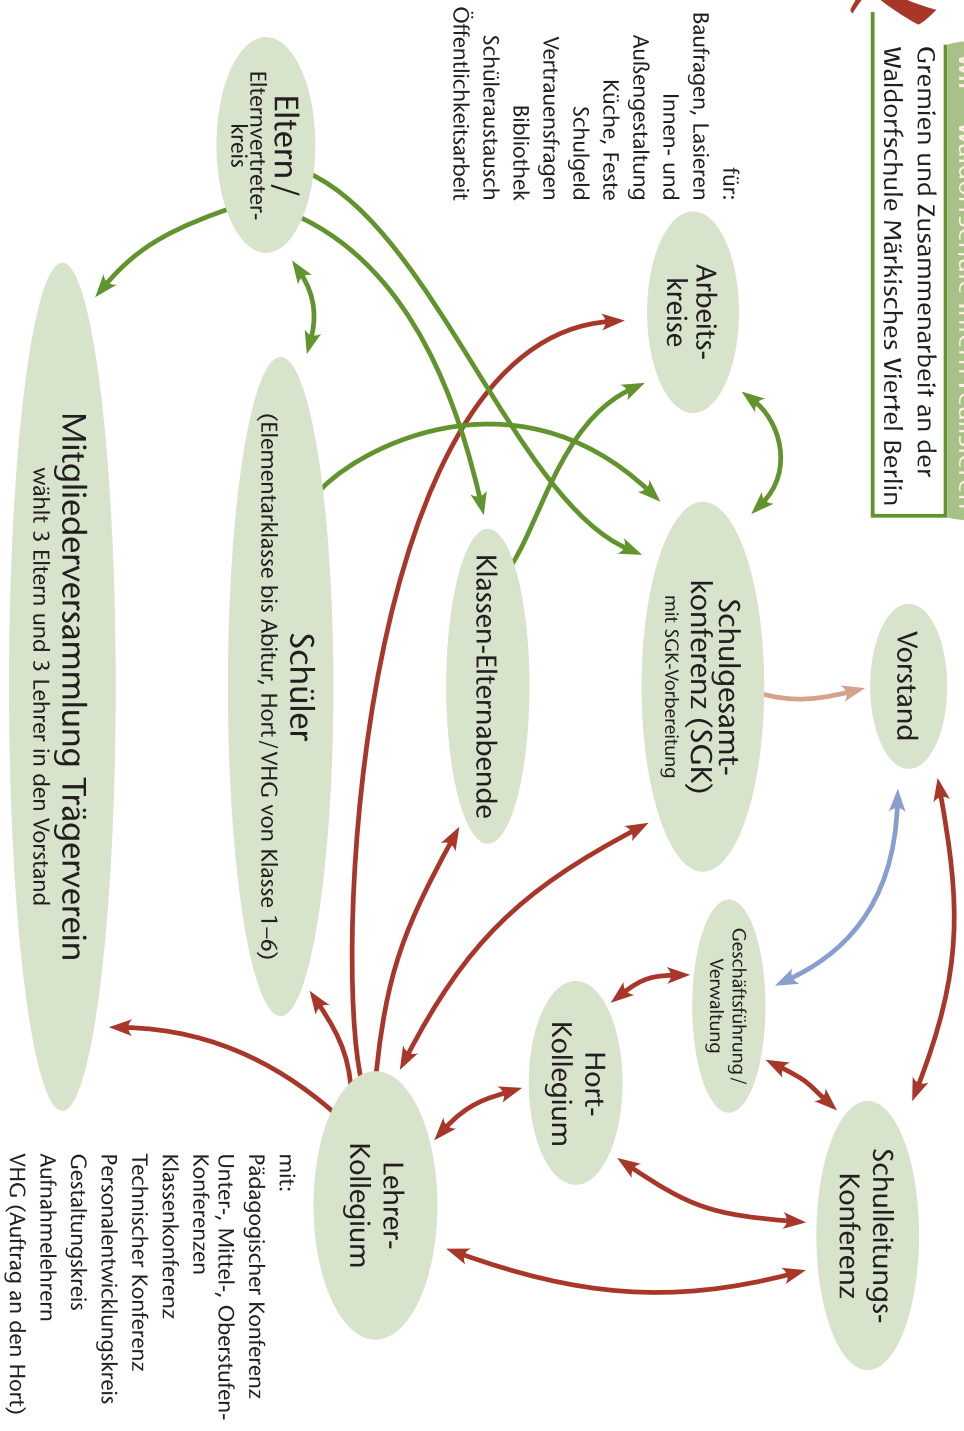 Gremien und Zusammenarbeit an der
Waldorfschule Märkisches Viertel Berlin
Vorstand
für:
Baufragen, Lasieren
Innen- und
Außengestaltung
Küche, Feste
Schulgeld
Vertrauensfragen
Bibliothek
Schüleraustausch
Öffentlichkeitsarbeit
Arbeits-
kreise
Schulgesamt-
konferenz (SGK)
mit SGK-Vorbereitung
Geschäftsführung /
Verwaltung
Schulleitungs-
Konferenz
Hort-
Kollegium
Klassen-Elternabende
Eltern /
Elternvertreter-
kreis
Schüler
(Elementarklasse bis Abitur, Hort / VHG von Klasse 1–6)
Lehrer-
Kollegium
Mitgliederversammlung Trägerverein
wählt 3 Eltern und 3 Lehrer in den Vorstand
mit:
Pädagogischer Konferenz
Unter-, Mittel-, Oberstufen-
Konferenzen
Klassenkonferenz
Technischer Konferenz
Personalentwicklungskreis
Gestaltungskreis
Aufnahmelehrern
VHG (Auftrag an den Hort)